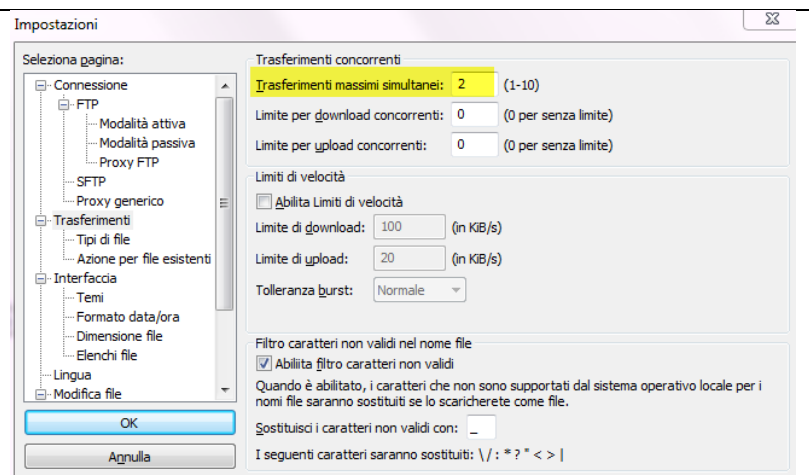 Impostazioni
Seleziona pagina:
Connessione
FTP
Modalità attiva
Modalità passiva
Proxy FTP
SFTP
Proxy generico
Trasferimenti
Tipi di file
Azione per file esistenti
Interfaccia
Temi
Formato data/ora
Dimensione file
Elenchi file
Lingua
Modifica file
OK
Annulla
Trasferimenti concorrenti
Trasferimenti massimi simultanei: 2 (1-10)
Limite per download concorrenti: 0 (0 per senza limite)
Limite per upload concorrenti: 0 (0 per senza limite)
Limiti di velocità
Abilita Limiti di velocità
Limite di download: 100 (in KiB/s)
Limite di upload: 20 (in KiB/s)
Tolleranza burst: Normale
Filtro caratteri non validi nel nome file
Abiliita filtro caratteri non validi
Quando è abilitato, i caratteri che non sono supportati dal sistema operativo locale per i
nomi file saranno sostituiti se lo scaricherete come file.
Sostituisci i caratteri non validi con: _
I seguenti caratteri saranno sostituiti: \ / : * ? " < > |